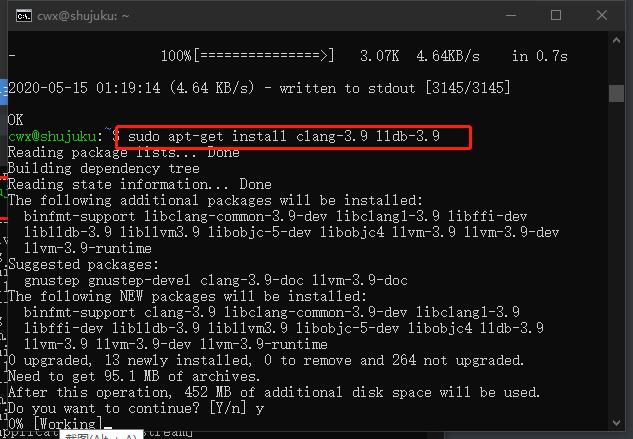 cwx@shujuku: ~
- 100%[===============>] 3.07K 4.64KB/s in 0.7s
2020-05-15 01:19:14 (4.64 KB/s) - written to stdout [3145/3145]
OK
cwx@shujuku:~$ sudo apt-get install clang-3.9 lldb-3.9
Reading package lists... Done
Building dependency tree
Reading state information... Done
The following additional packages will be installed:
binfmt-support libclang-common-3.9-dev libclang1-3.9 libffi-dev
liblldb-3.9 libllvm3.9 libobjc-5-dev libobjc4 llvm-3.9 llvm-3.9-dev
llvm-3.9-runtime
Suggested packages:
gnustep gnustep-devel clang-3.9-doc llvm-3.9-doc
The following NEW packages will be installed:
binfmt-support clang-3.9 libclang-common-3.9-dev libclang1-3.9
libffi-dev liblldb-3.9 libllvm3.9 libobjc-5-dev libobjc4 lldb-3.9
llvm-3.9 llvm-3.9-dev llvm-3.9-runtime
0 upgraded, 13 newly installed, 0 to remove and 264 not upgraded.
Need to get 95.1 MB of archives.
After this operation, 452 MB of additional disk space will be used.
Do you want to continue? [Y/n] y
0% [Working]
截图(Alt + A)